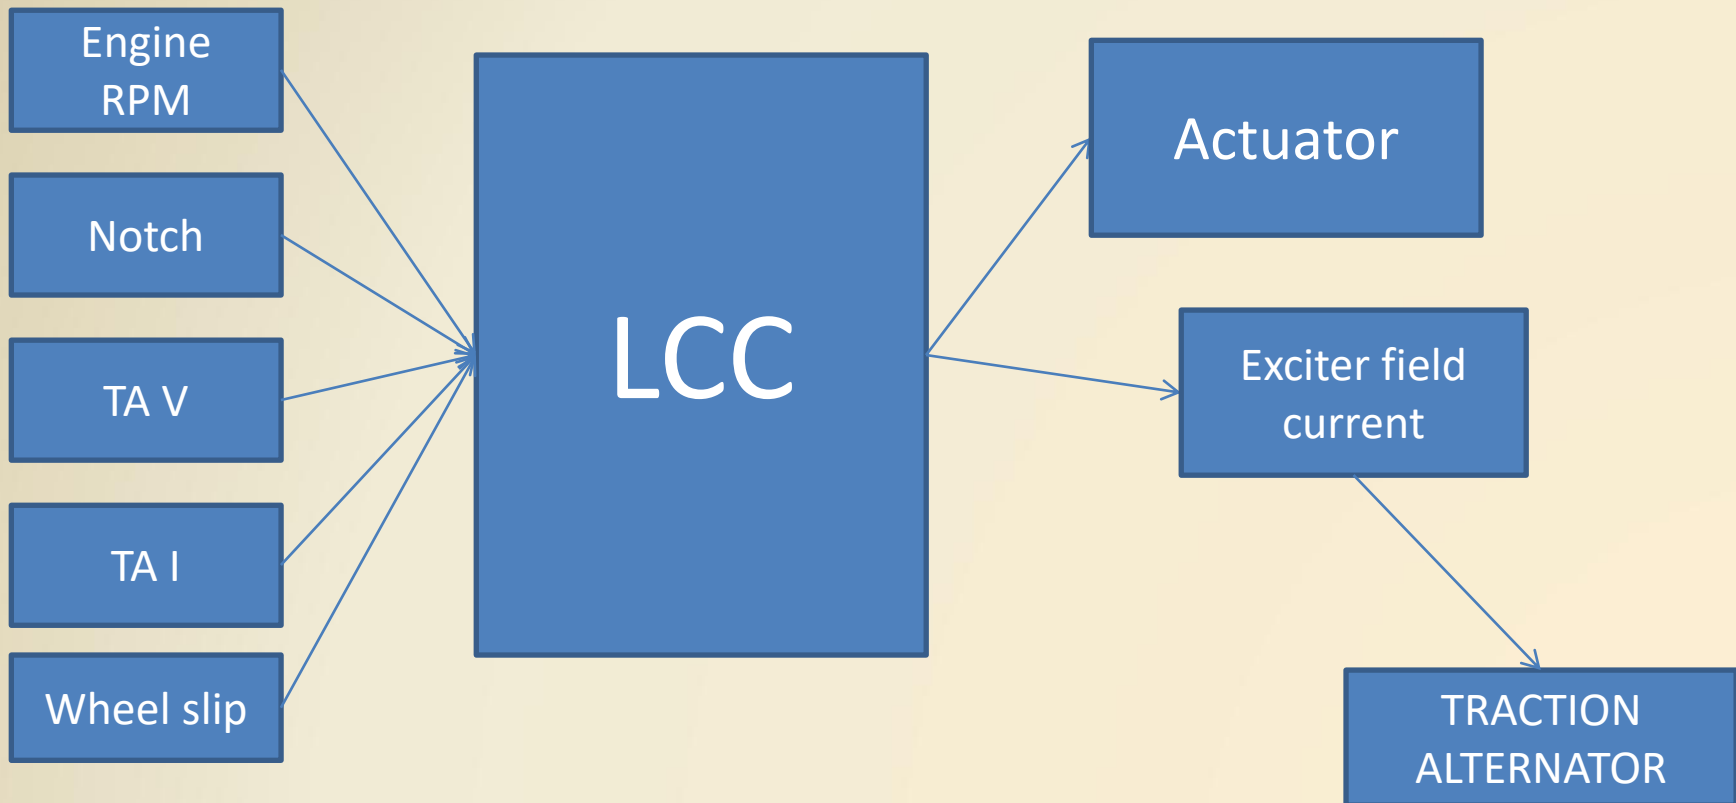 Engine
RPM
Notch
TA V
TA I
Wheel slip
LCC
Actuator
Exciter field
current
TRACTION
ALTERNATOR